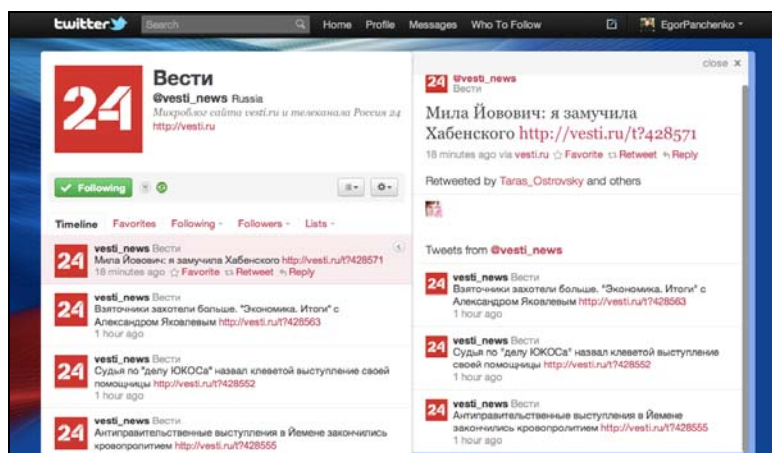 twitter
Search
Home Profile Messages Who To Follow
EgorPanchenko
24
Вести
@vesti_news Russia
Микроблог сайта vesti.ru и телеканала Россия 24
http://vesti.ru
Following
Timeline Favorites Following Followers Lists
24
vesti_news Вести
Мила Йовович: я замучила Хабенского http://vesti.ru/t?428571
18 minutes ago Favorite Retweet Reply
24
vesti_news Вести
Взяточники захотели больше. "Экономика. Итоги" с
Александром Яковлевым http://vesti.ru/t?428563
1 hour ago
24
vesti_news Вести
Судья по "делу ЮКОСа" назвал клеветой выступление своей
помощницы http://vesti.ru/t?428552
1 hour ago
24
vesti_news Вести
Антиправительственные выступления в Йемене закончились
кровопролитием http://vesti.ru/t?428555
close x
24
@vesti_news
Вести
Мила Йовович: я замучила
Хабенского http://vesti.ru/t?428571
18 minutes ago via vesti.ru Favorite Retweet Reply
Retweeted by Taras_Ostrovsky and others
Tweets from @vesti_news
24
vesti_news Вести
Взяточники захотели больше. "Экономика. Итоги" с
Александром Яковлевым http://vesti.ru/t?428563
1 hour ago
24
vesti_news Вести
Судья по "делу ЮКОСа" назвал клеветой выступление
своей помощницы http://vesti.ru/t?428552
1 hour ago
24
vesti_news Вести
Антиправительственные выступления в Йемене
закончились кровопролитием http://vesti.ru/t?428555
1 hour ago